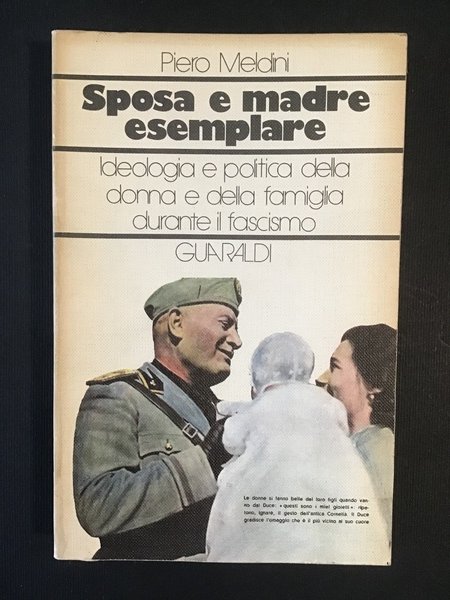 Piero Meldini
Sposa e madre
esemplare
Ideologia e politica della
donna e della famiglia
durante il fascismo
GUARALDI
Le donne si fanno belle dei loro figli quando van-
no dal Duce: «questi sono i miei gioielli» ripe-
tono, ignare, il gesto dell'antica Cornelia. Il Duce
gradisce l'omaggio che è il più vicino al suo cuore